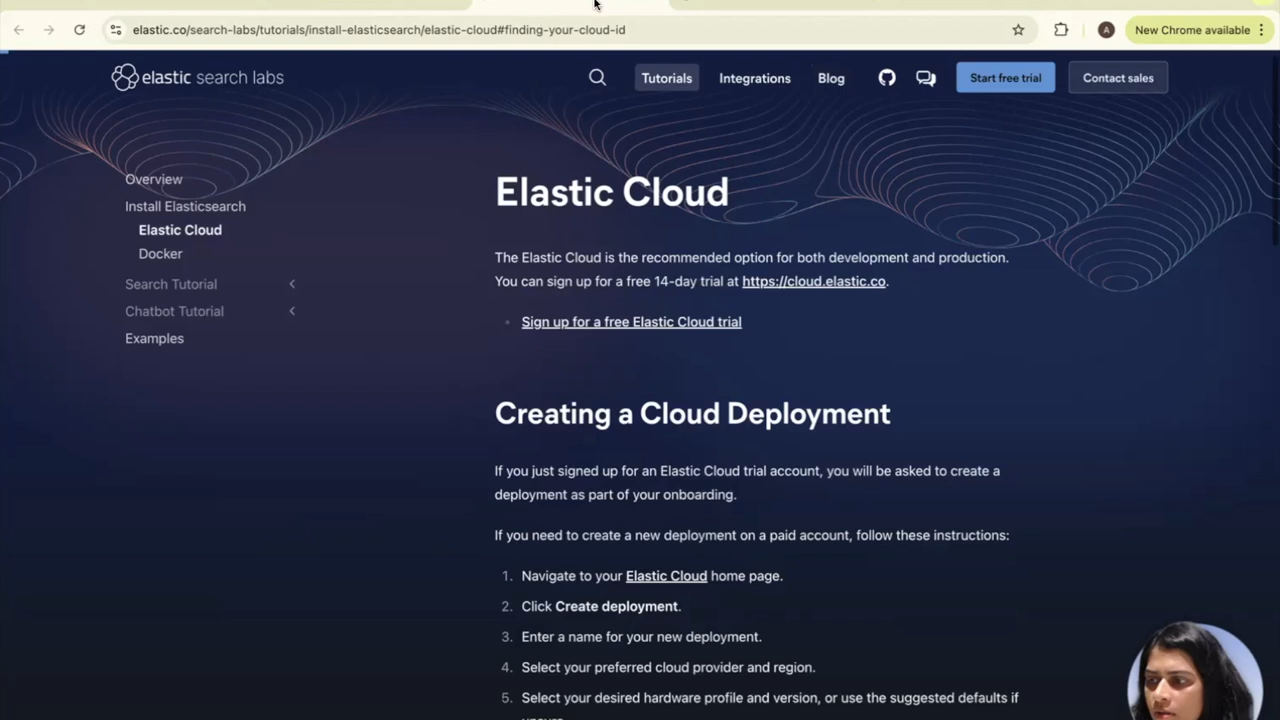 elastic.co/search-labs/tutorials/install-elasticsearch/elastic-cloud#finding-your-cloud-id
A
New Chrome available
elastic search labs
Tutorials
Integrations
Blog
Start free trial
Contact sales
Overview
Install Elasticsearch
Elastic Cloud
Docker
Search Tutorial
Chatbot Tutorial
Examples
Elastic Cloud
The Elastic Cloud is the recommended option for both development and production.
You can sign up for a free 14-day trial at https://cloud.elastic.co.
• Sign up for a free Elastic Cloud trial
Creating a Cloud Deployment
If you just signed up for an Elastic Cloud trial account, you will be asked to create a
deployment as part of your onboarding.
If you need to create a new deployment on a paid account, follow these instructions:
1. Navigate to your Elastic Cloud home page.
2. Click Create deployment.
3. Enter a name for your new deployment.
4. Select your preferred cloud provider and region.
5. Select your desired hardware profile and version, or use the suggested defaults if